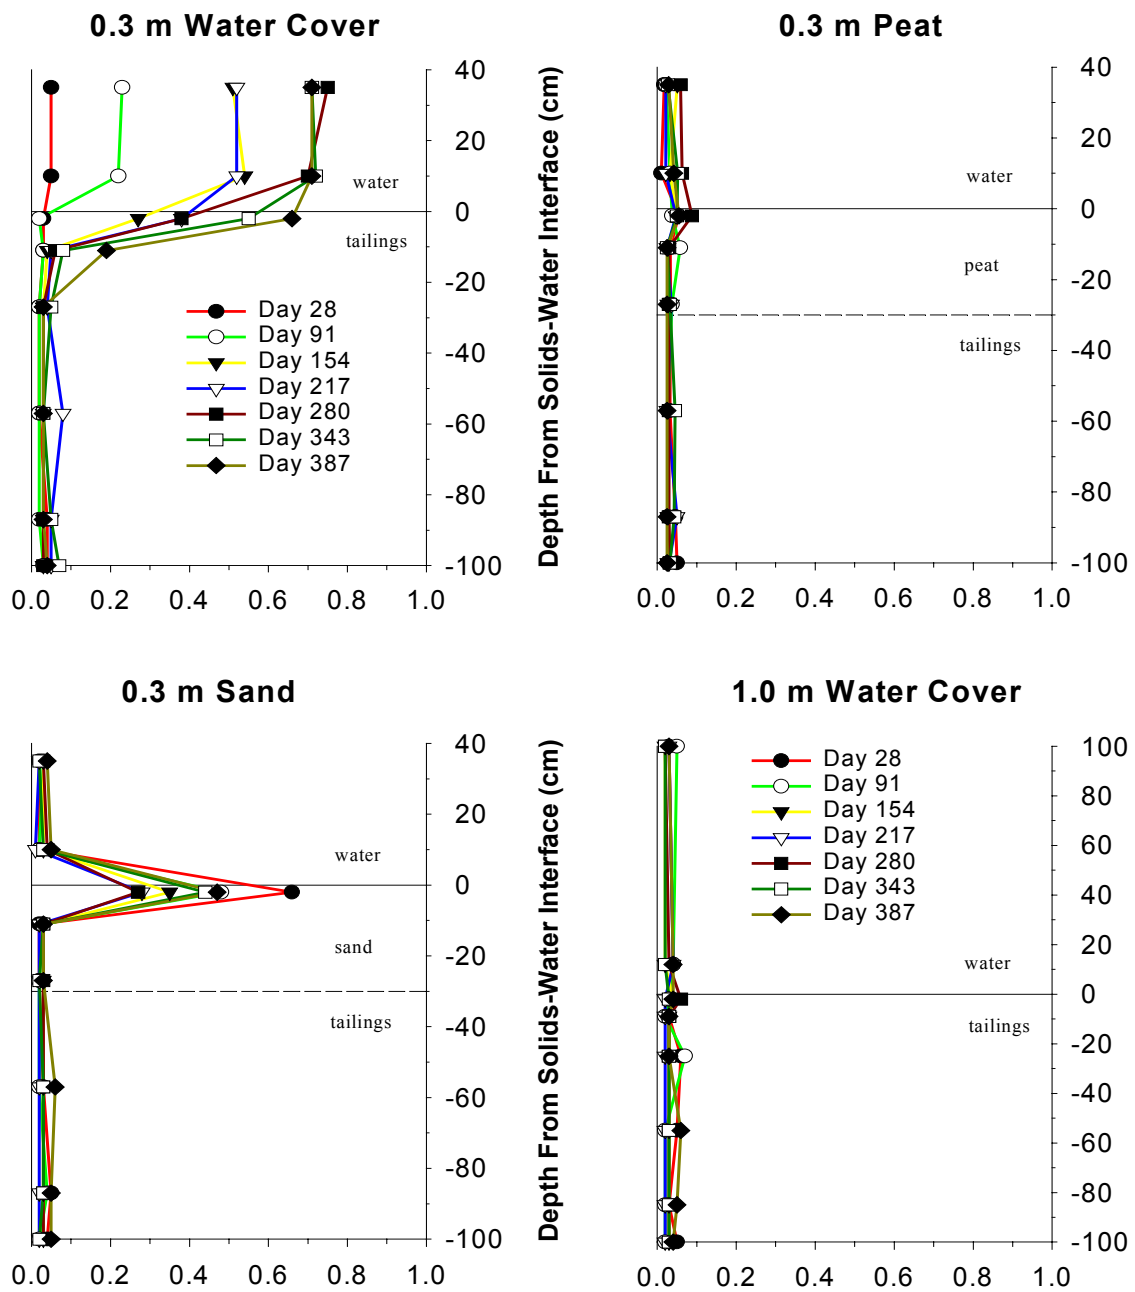 0.3 m Water Cover
40
20
0
-20
-40
-60
-80
-100
water
tailings
Day 28
Day 91
Day 154
Day 217
Day 280
Day 343
Day 387
0.0 0.2 0.4 0.6 0.8 1.0
Depth From Solids-Water Interface (cm)
0.3 m Peat
40
20
0
-20
-40
-60
-80
-100
water
peat
tailings
0.0 0.2 0.4 0.6 0.8 1.0
0.3 m Sand
40
20
0
-20
-40
-60
-80
-100
water
sand
tailings
0.0 0.2 0.4 0.6 0.8 1.0
Depth From Solids-Water Interface (cm)
1.0 m Water Cover
Day 28
Day 91
Day 154
Day 217
Day 280
Day 343
Day 387
100
80
60
40
20
0
-20
-40
-60
-80
-100
water
tailings
0.0 0.2 0.4 0.6 0.8 1.0